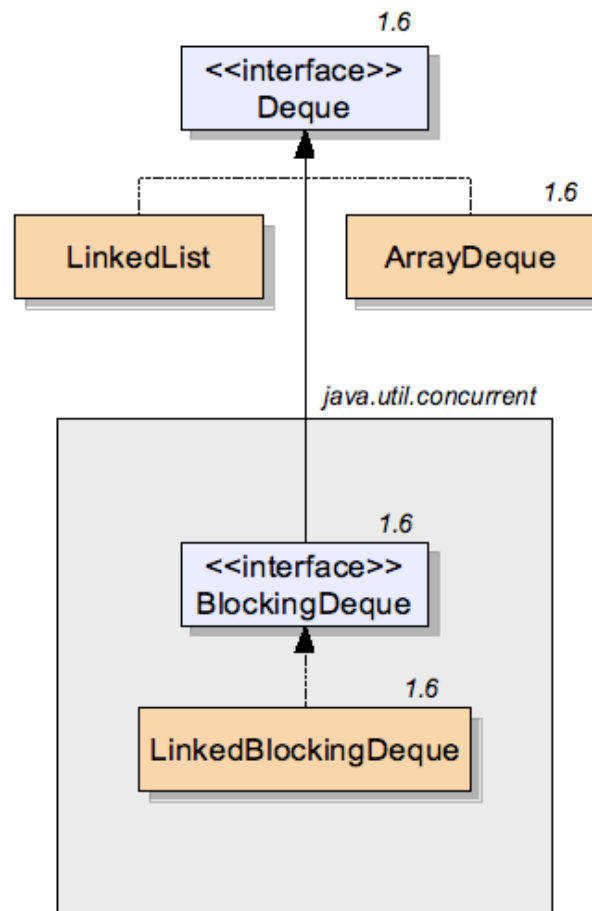 1.6
<<interface>>
Deque
1.6
LinkedList
ArrayDeque
java.util.concurrent
1.6
<<interface>>
BlockingDeque
1.6
LinkedBlockingDeque